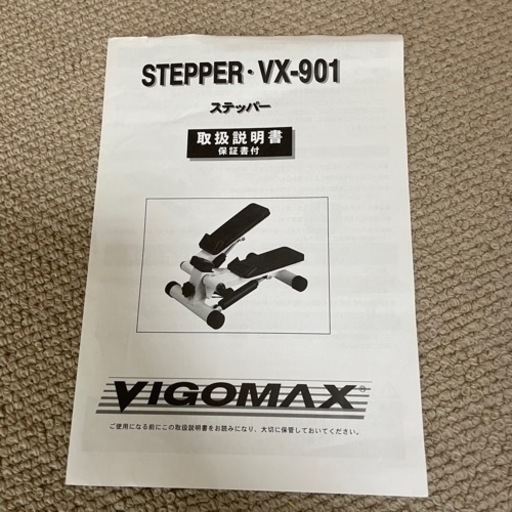 STEPPER・VX-901
ステッパー
取扱説明書
保証書付
VIGOMAX®
ご使用になる前にこの取扱説明書をお読みになり、大切に保管しておいてください。